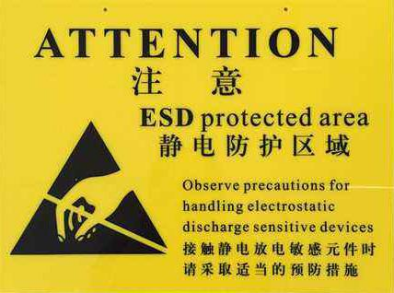 ATTENTION
注 意
ESD protected area
静电防护区域
Observe precautions for
handling electrostatic
discharge sensitive devices
接触静电放电敏感元件时
请采取适当的预防措施